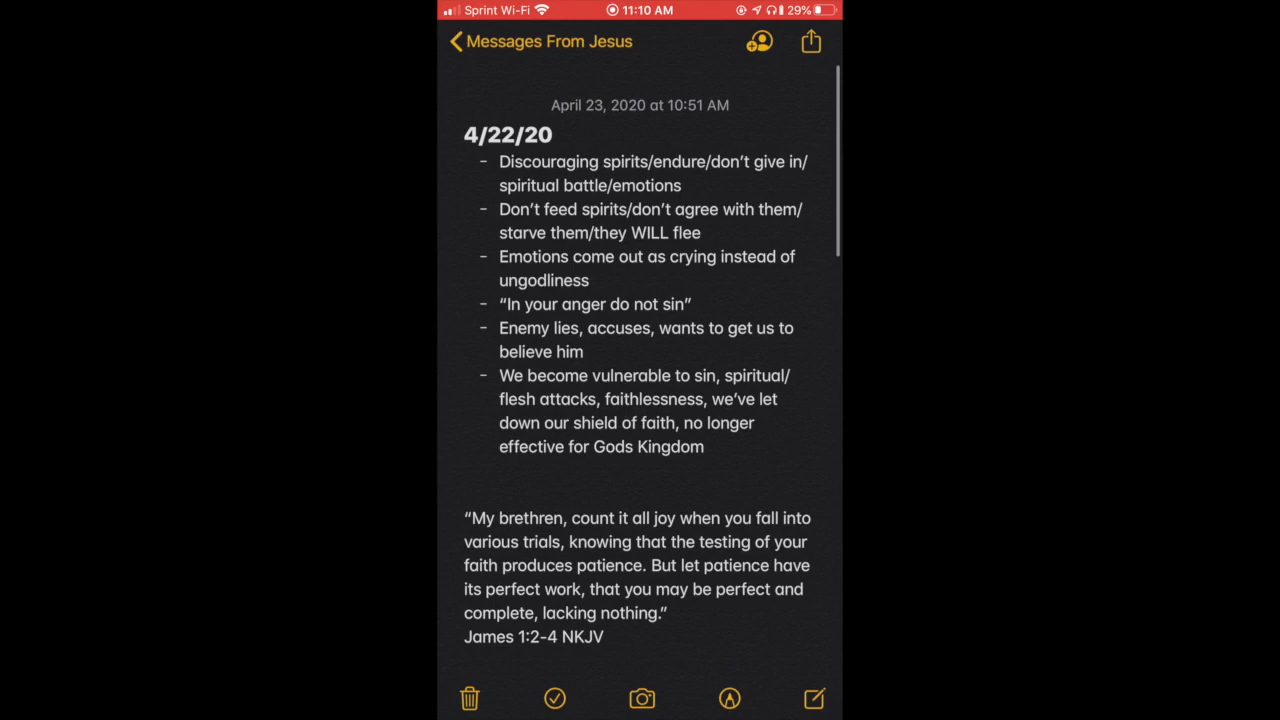 Sprint Wi-Fi 11:10 AM 29%
Messages From Jesus
April 23, 2020 at 10:51 AM
4/22/20
- Discouraging spirits/endure/don't give in/
spiritual battle/emotions
- Don't feed spirits/don't agree with them/
starve them/they WILL flee
- Emotions come out as crying instead of
ungodliness
- “In your anger do not sin”
- Enemy lies, accuses, wants to get us to
believe him
- We become vulnerable to sin, spiritual/
flesh attacks, faithlessness, we've let
down our shield of faith, no longer
effective for Gods Kingdom
“My brethren, count it all joy when you fall into
various trials, knowing that the testing of your
faith produces patience. But let patience have
its perfect work, that you may be perfect and
complete, lacking nothing.”
James 1:2-4 NKJV